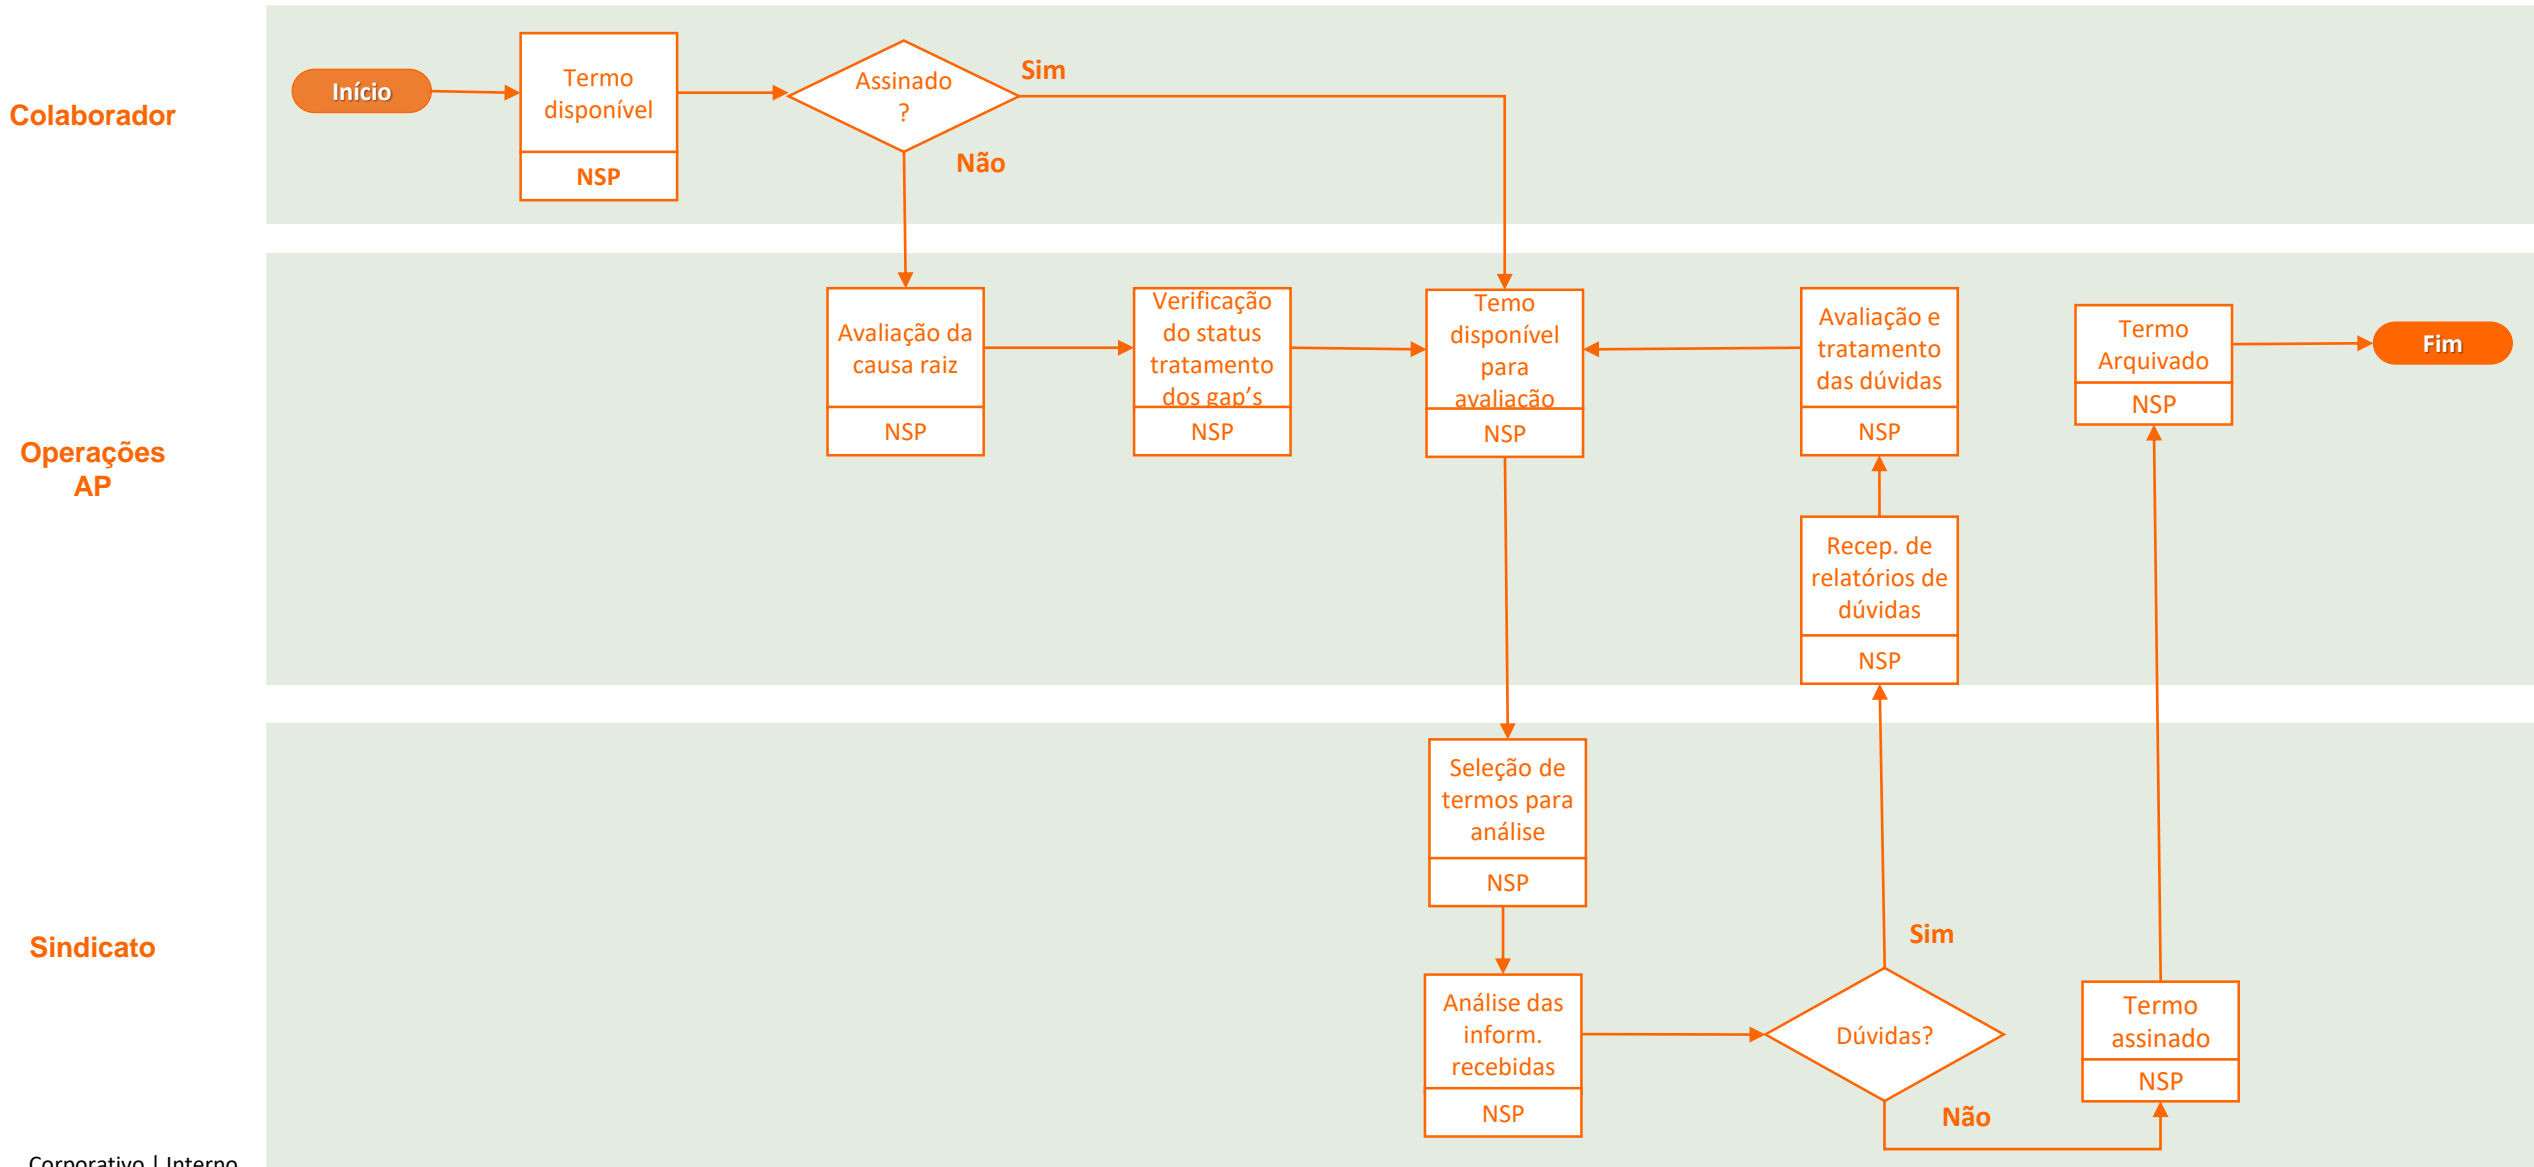 Colaborador
Início
Termo
disponível
NSP
Assinado
?
Sim
Não
Operações
AP
Avaliação da
causa raiz
NSP
Verificação
do status
tratamento
dos gap's
NSP
Temo
disponível
para
avaliação
NSP
Avaliação e
tratamento
das dúvidas
NSP
Termo
Arquivado
NSP
Fim
Recep. de
relatórios de
dúvidas
NSP
Sindicato
Seleção de
termos para
análise
NSP
Análise das
inform.
recebidas
NSP
Dúvidas?
Sim
Não
Termo
assinado
NSP
Corporativo | Interno